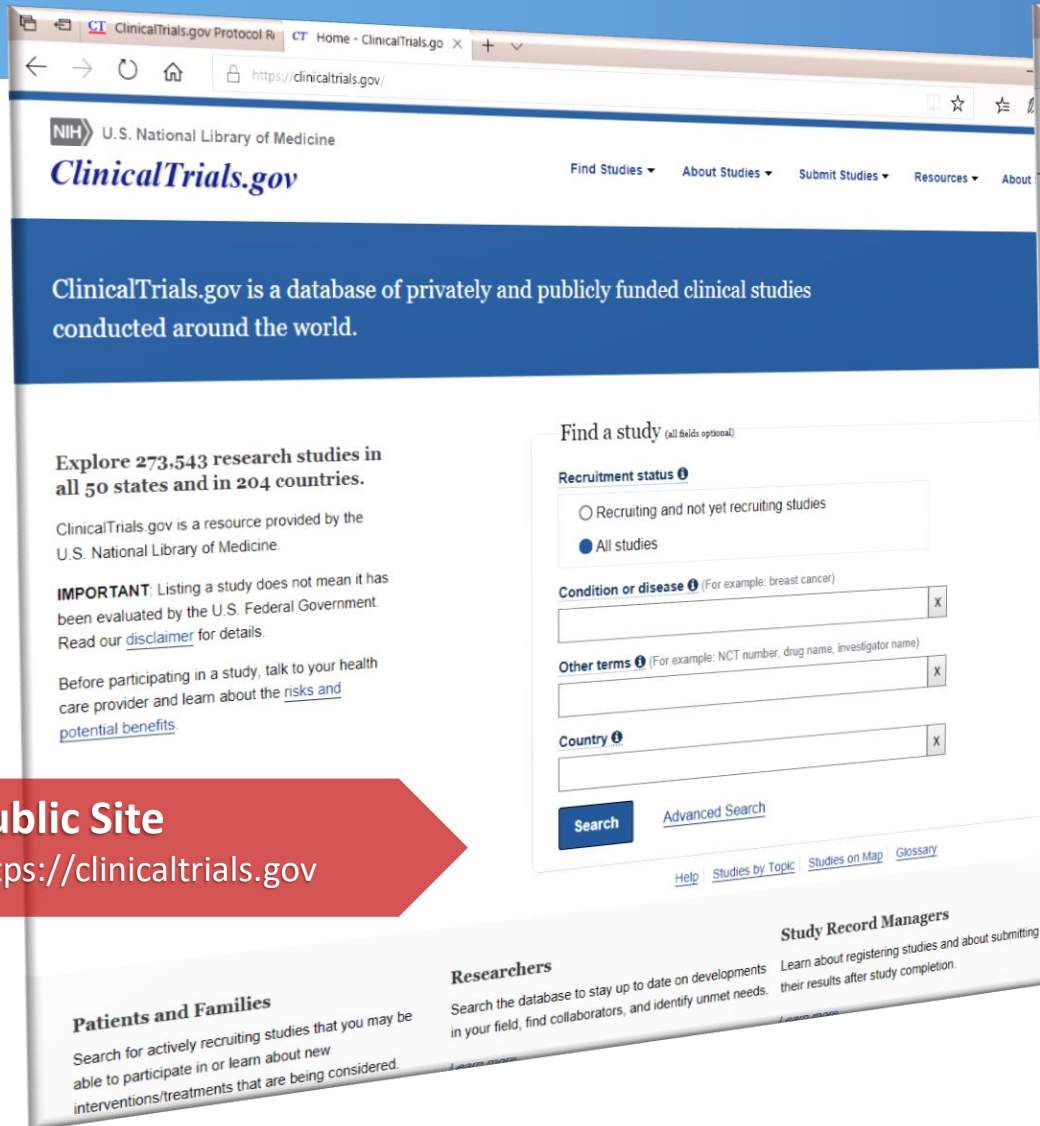 CT ClinicalTrials.gov Protocol R
CT Home - ClinicalTrials.go X + 
https://clinicaltrials.gov/
NIH U.S. National Library of Medicine
ClinicalTrials.gov
Find Studies About Studies Submit Studies Resources About
ClinicalTrials.gov is a database of privately and publicly funded clinical studies
conducted around the world.
Explore 273,543 research studies in
all 50 states and in 204 countries.
ClinicalTrials.gov is a resource provided by the
U.S. National Library of Medicine.
IMPORTANT: Listing a study does not mean it has
been evaluated by the U.S. Federal Government.
Read our disclaimer for details.
Before participating in a study, talk to your health
care provider and learn about the risks and
potential benefits.
Find a study (all fields optional)
Recruitment status
Recruiting and not yet recruiting studies
All studies
Condition or disease (For example: breast cancer)
X
Other terms (For example: NCT number, drug name, investigator name)
X
Country
X
Search Advanced Search
Help Studies by Topic Studies on Map Glossary
ublic Site
tps://clinicaltrials.gov
Patients and Families
Search for actively recruiting studies that you may be
able to participate in or learn about new
interventions/treatments that are being considered.
Researchers
Search the database to stay up to date on developments
in your field, find collaborators, and identify unmet needs.
Learn more
Study Record Managers
Learn about registering studies and about submitting
their results after study completion.
Learn more